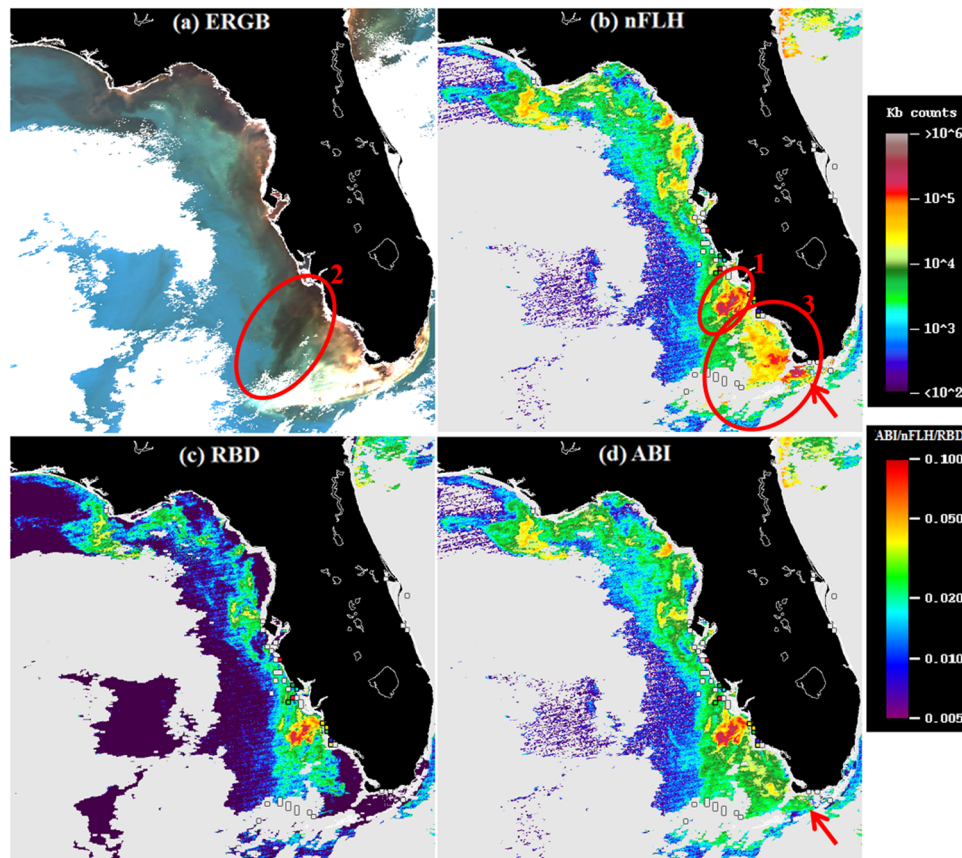 (a) ERGB
(b) nFLH
2
1
3
Kb counts
>10^6
10^5
10^4
10^3
<10^2
(c) RBD
(d) ABI
ABI/nFLH/RBD
0.100
0.050
0.020
0.010
0.005